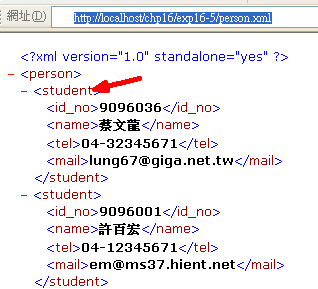 網址(D) http://localhost/chp16/exp16-5/person.xml
<?xml version="1.0" standalone="yes" ?>
- <person>
- <student>
<id_no>9096036</id_no>
<name>蔡文龍</name>
<tel>04-32345671</tel>
<mail>lung67@giga.net.tw</mail>
</student>
- <student>
<id_no>9096001</id_no>
<name>許百宏</name>
<tel>04-12345671</tel>
<mail>em@ms37.hient.net</mail>
</student>